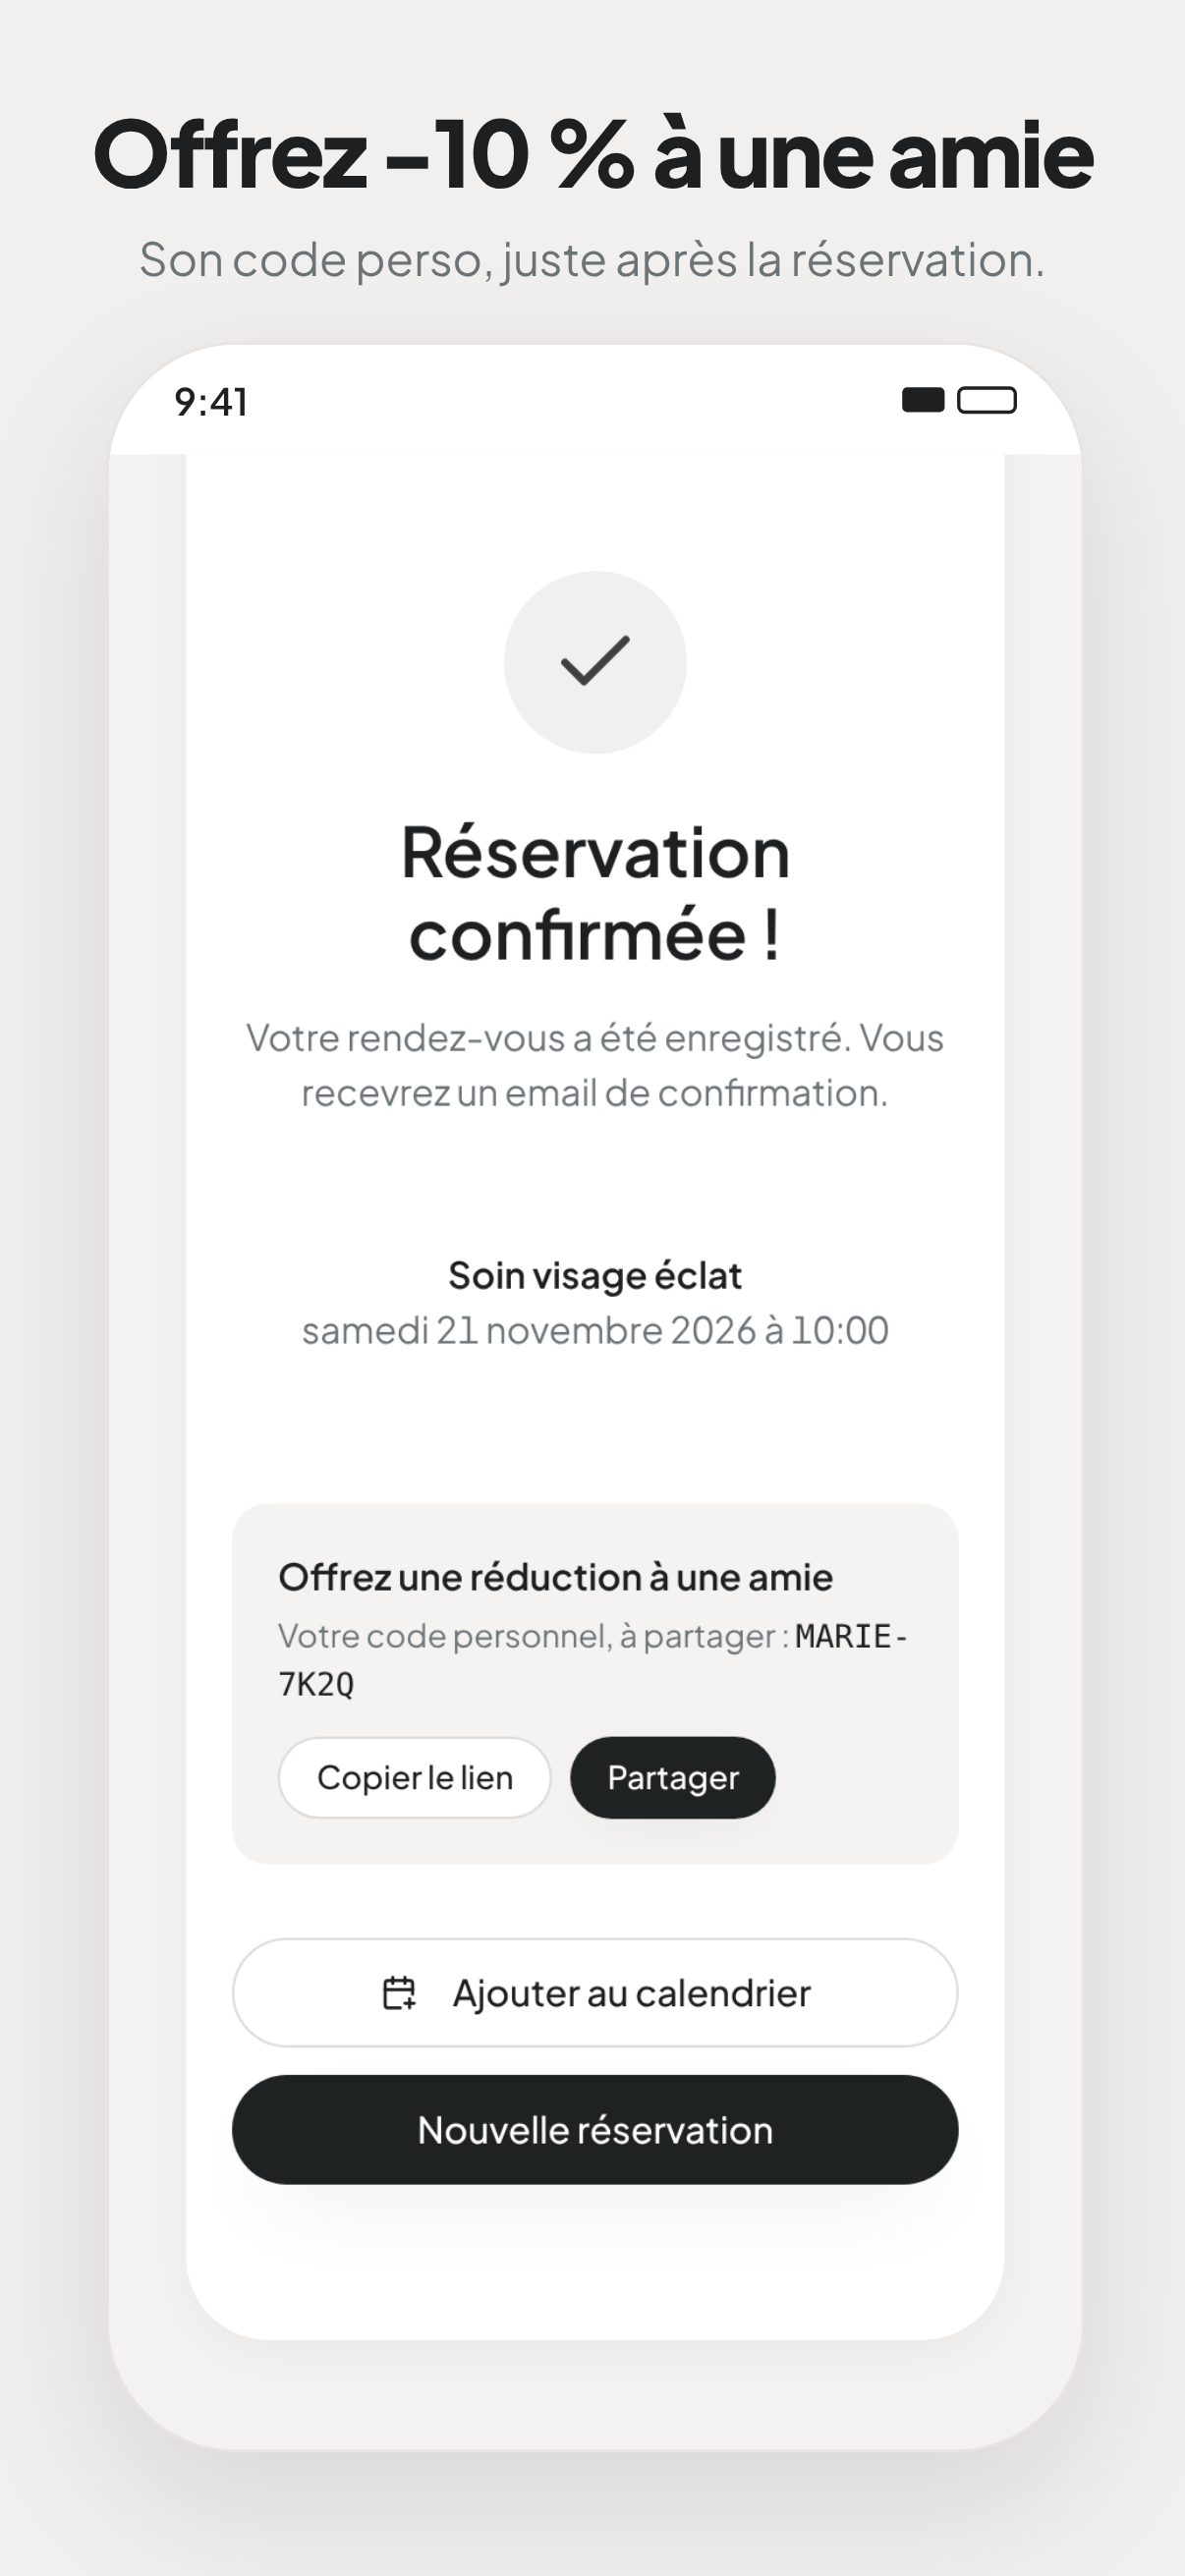 Offrez −10 % à une amie
Son code perso, juste après la réservation.
9:41
Réservation
confirmée !
Votre rendez-vous a été enregistré. Vous
recevrez un email de confirmation.
Soin visage éclat
samedi 21 novembre 2026 à 10:00
Offrez une réduction à une amie
Votre code personnel, à partager : MARIE-
7K2Q
Copier le lien
Partager
Ajouter au calendrier
Nouvelle réservation